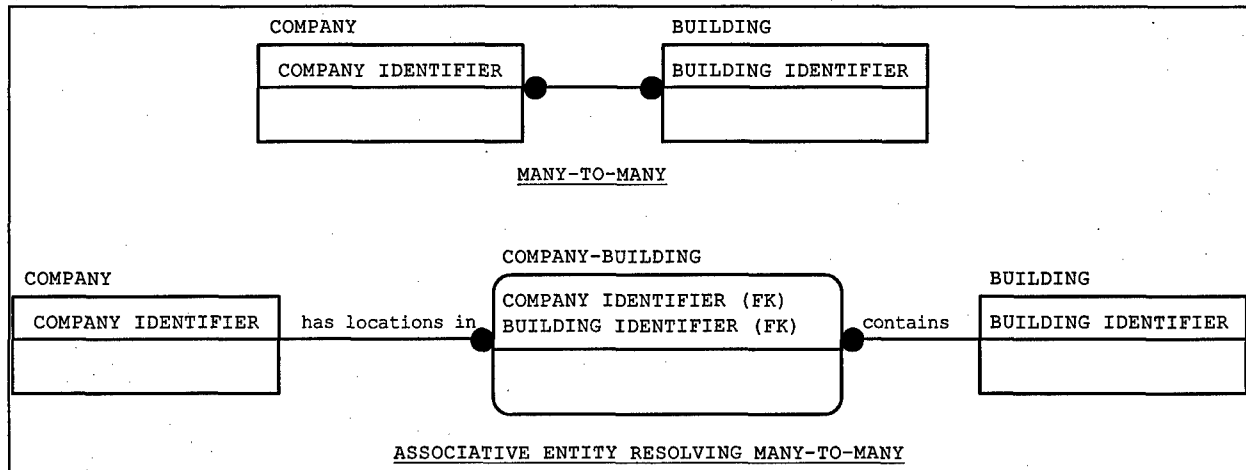 COMPANY BUILDING
COMPANY IDENTIFIER BUILDING IDENTIFIER
MANY-TO-MANY
COMPANY-BUILDING
COMPANY BUILDING
COMPANY IDENTIFIER has locations in COMPANY IDENTIFIER (FK) contains BUILDING IDENTIFIER
BUILDING IDENTIFIER (FK)
ASSOCIATIVE ENTITY RESOLVING MANY-TO-MANY